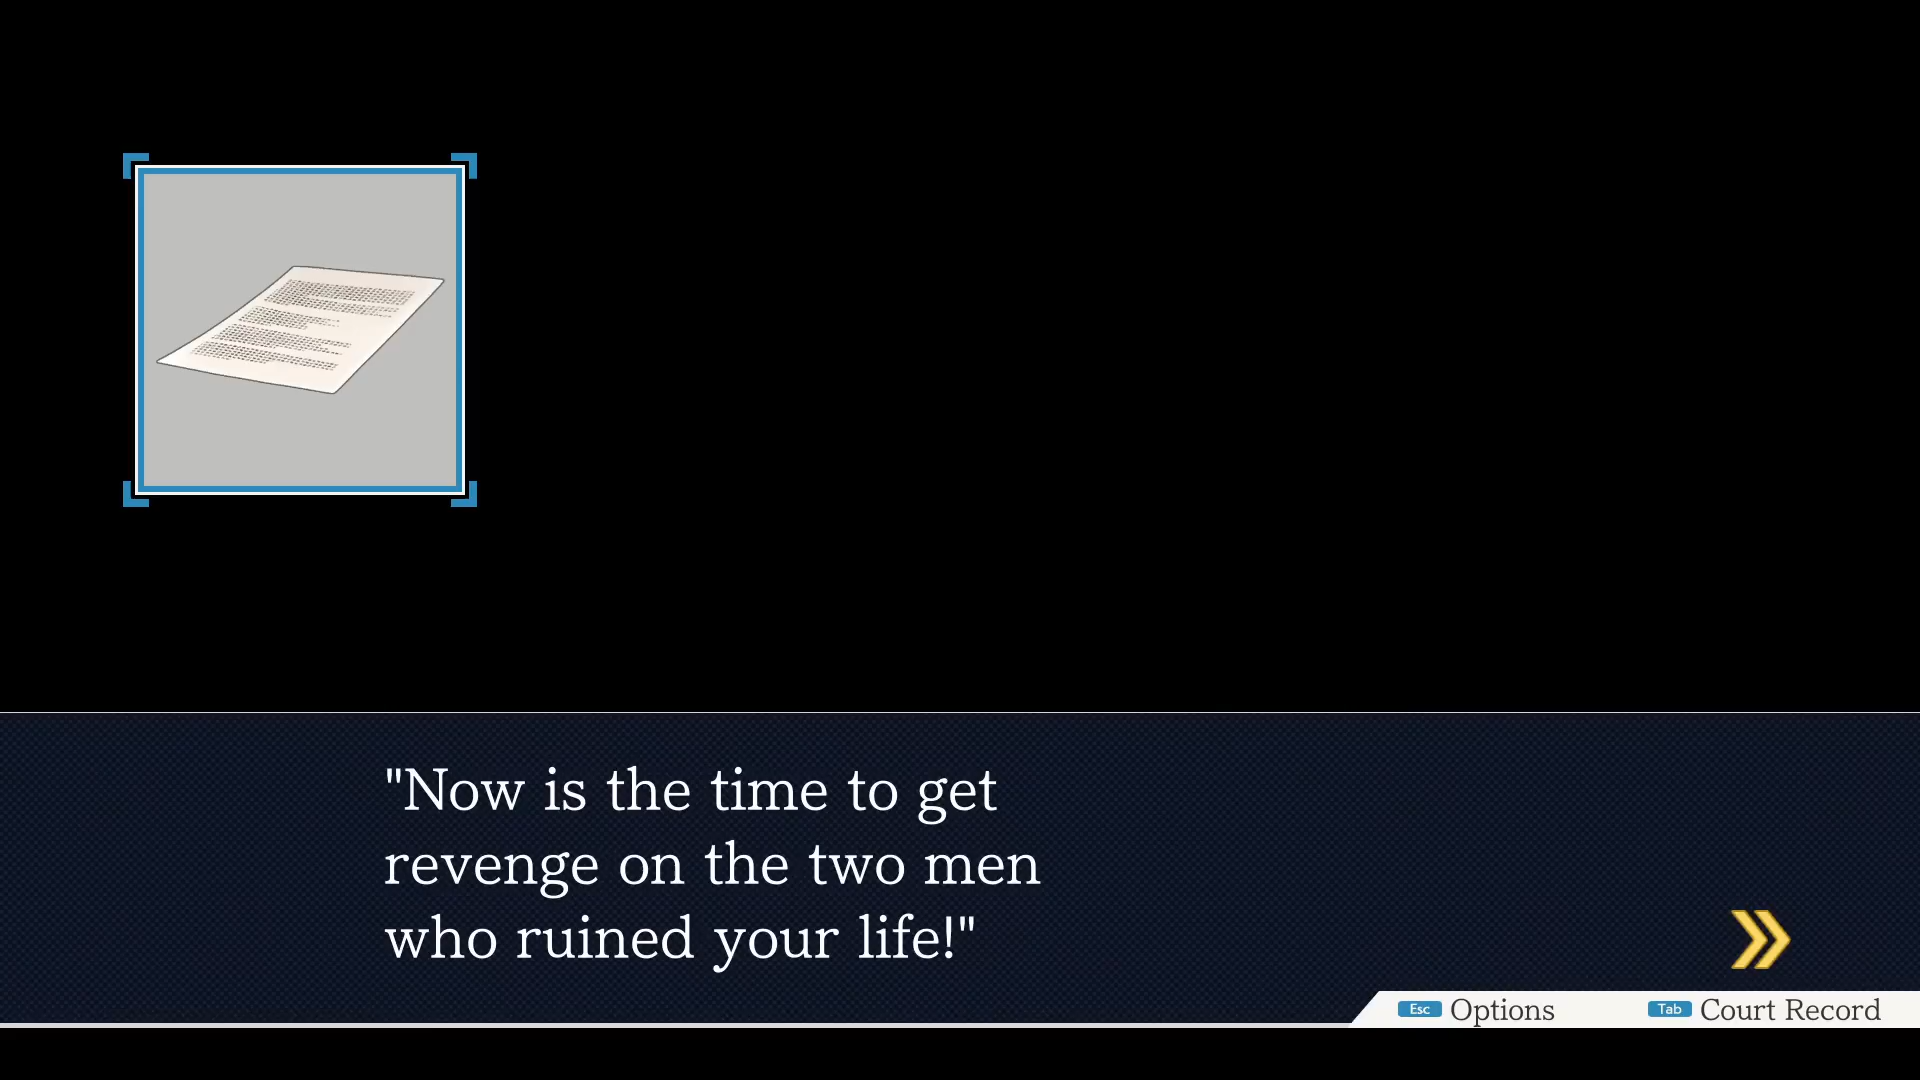 "Now is the time to get
revenge on the two men
who ruined your life!"
Esc Options Tab Court Record